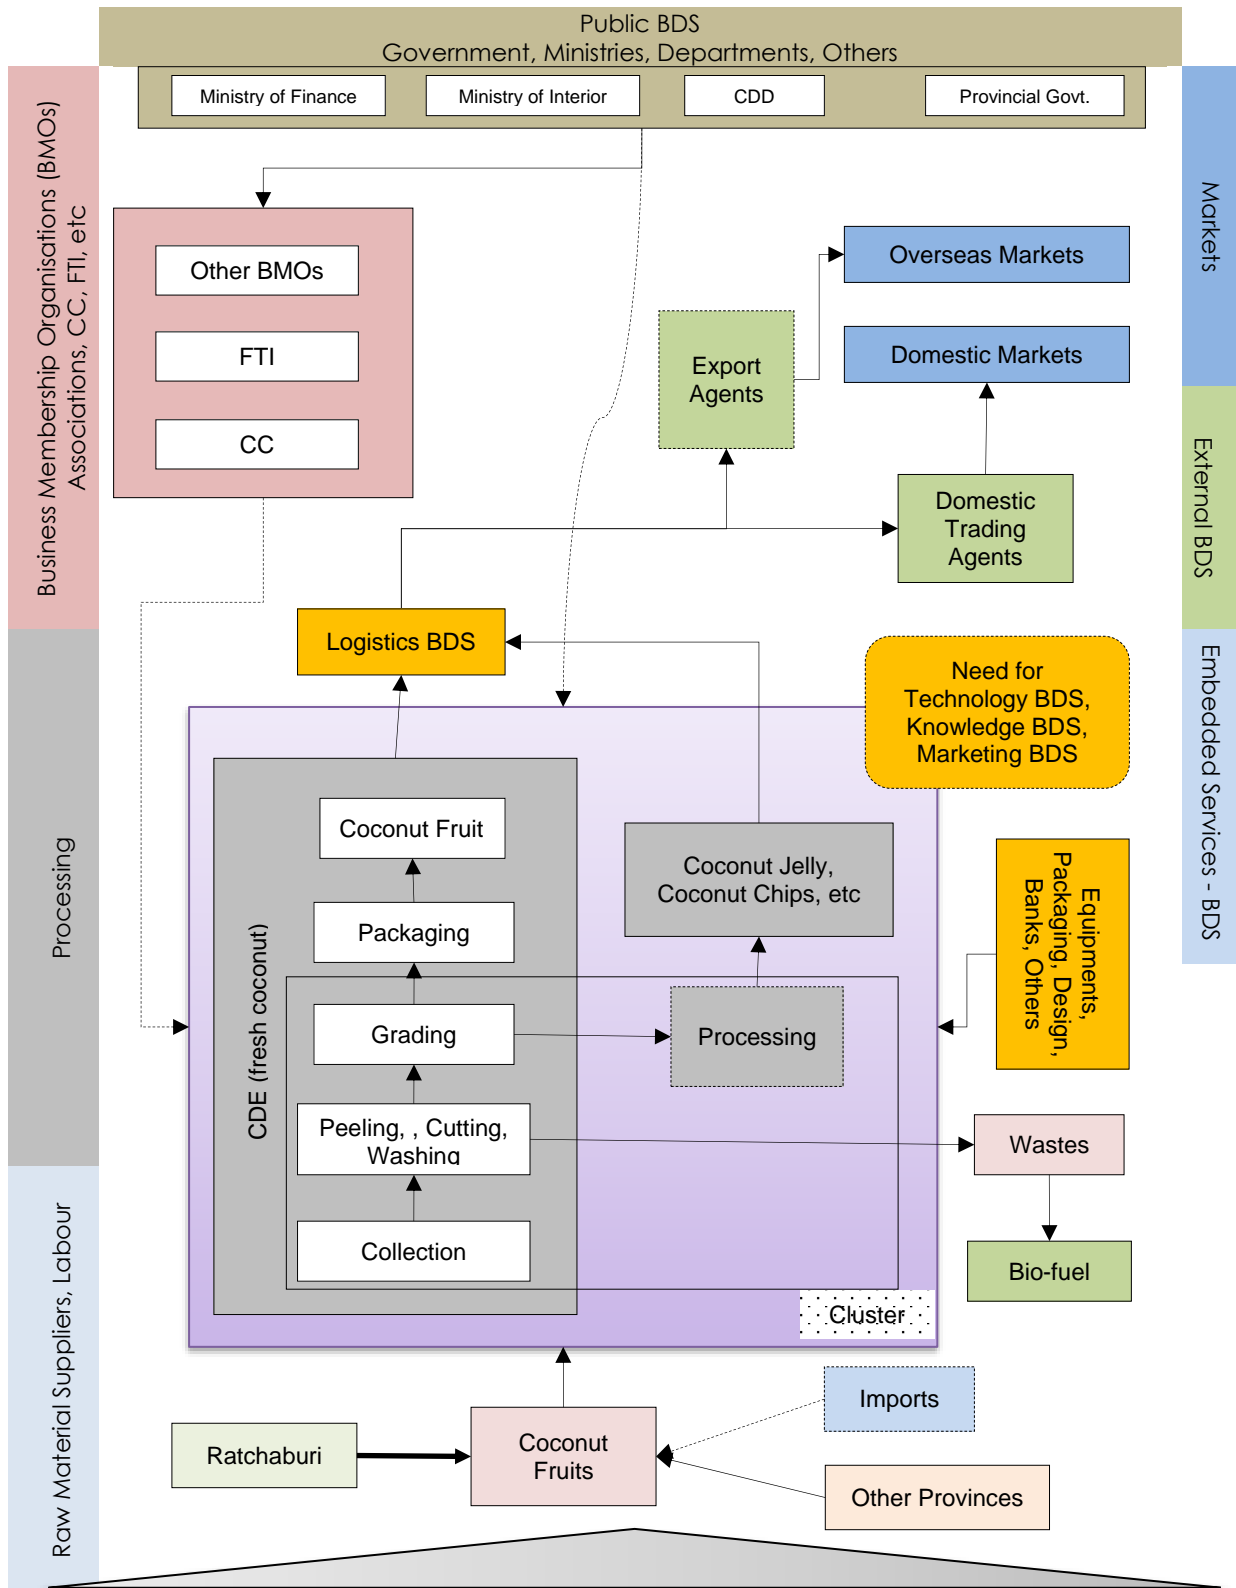 Public BDS
Government, Ministries, Departments, Others
Ministry of Finance
Ministry of Interior
CDD
Provincial Govt.
Business Membership Organisations (BMOs)
Associations, CC, FTI, etc
Markets
Other BMOs
FTI
CC
Overseas Markets
Domestic Markets
Export
Agents
External BDS
Domestic
Trading
Agents
Logistics BDS
Need for
Technology BDS,
Knowledge BDS,
Marketing BDS
Embedded Services - BDS
Processing
CDE (fresh coconut)
Coconut Fruit
Packaging
Grading
Peeling, , Cutting,
Washing
Collection
Coconut Jelly,
Coconut Chips, etc
Processing
Equipments,
Packaging, Design,
Banks, Others
Wastes
Bio-fuel
Cluster
Raw Material Suppliers, Labour
Imports
Ratchaburi
Coconut
Fruits
Other Provinces